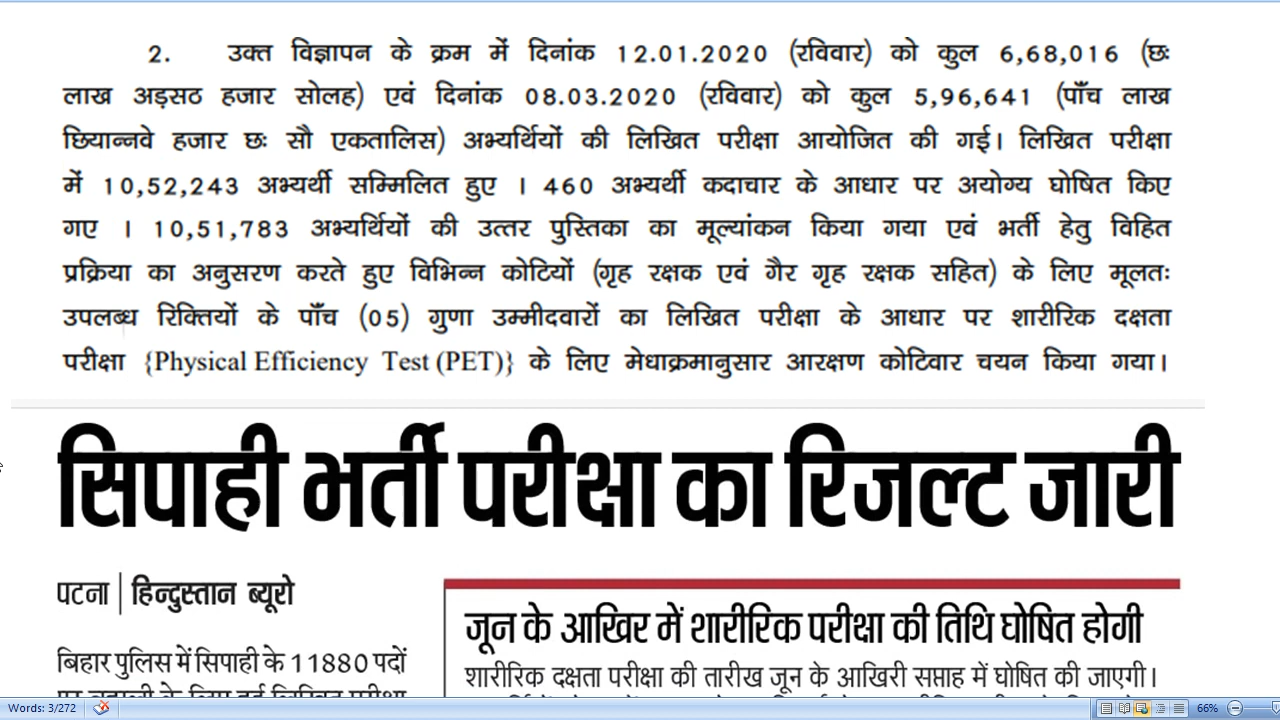 2. उक्त विज्ञापन के क्रम में दिनांक 12.01.2020 (रविवार) को कुल 6,68,016 (छः
लाख अड़सठ हजार सोलह) एवं दिनांक 08.03.2020 (रविवार) को कुल 5,96,641 (पाँच लाख
छियान्नवे हजार छः सौ एकतालिस) अभ्यर्थियों की लिखित परीक्षा आयोजित की गई। लिखित परीक्षा
में 10,52,243 अभ्यर्थी सम्मिलित हुए । 460 अभ्यर्थी कदाचार के आधार पर अयोग्य घोषित किए
गए । 10,51,783 अभ्यर्थियों की उत्तर पुस्तिका का मूल्यांकन किया गया एवं भर्ती हेतु विहित
प्रक्रिया का अनुसरण करते हुए विभिन्न कोटियों (गृह रक्षक एवं गैर गृह रक्षक सहित) के लिए मूलतः
उपलब्ध रिक्तियों के पाँच (05) गुणा उम्मीदवारों का लिखित परीक्षा के आधार पर शारीरिक दक्षता
परीक्षा {Physical Efficiency Test (PET)} के लिए मेधाक्रमानुसार आरक्षण कोटिवार चयन किया गया।
सिपाही भर्ती परीक्षा का रिजल्ट जारी
पटना | हिन्दुस्तान ब्यूरो
बिहार पुलिस में सिपाही के 11880 पदों
जून के आखिर में शारीरिक परीक्षा की तिथि घोषित होगी
शारीरिक दक्षता परीक्षा की तारीख जून के आखिरी सप्ताह में घोषित की जाएगी।
Words: 3/272
66%